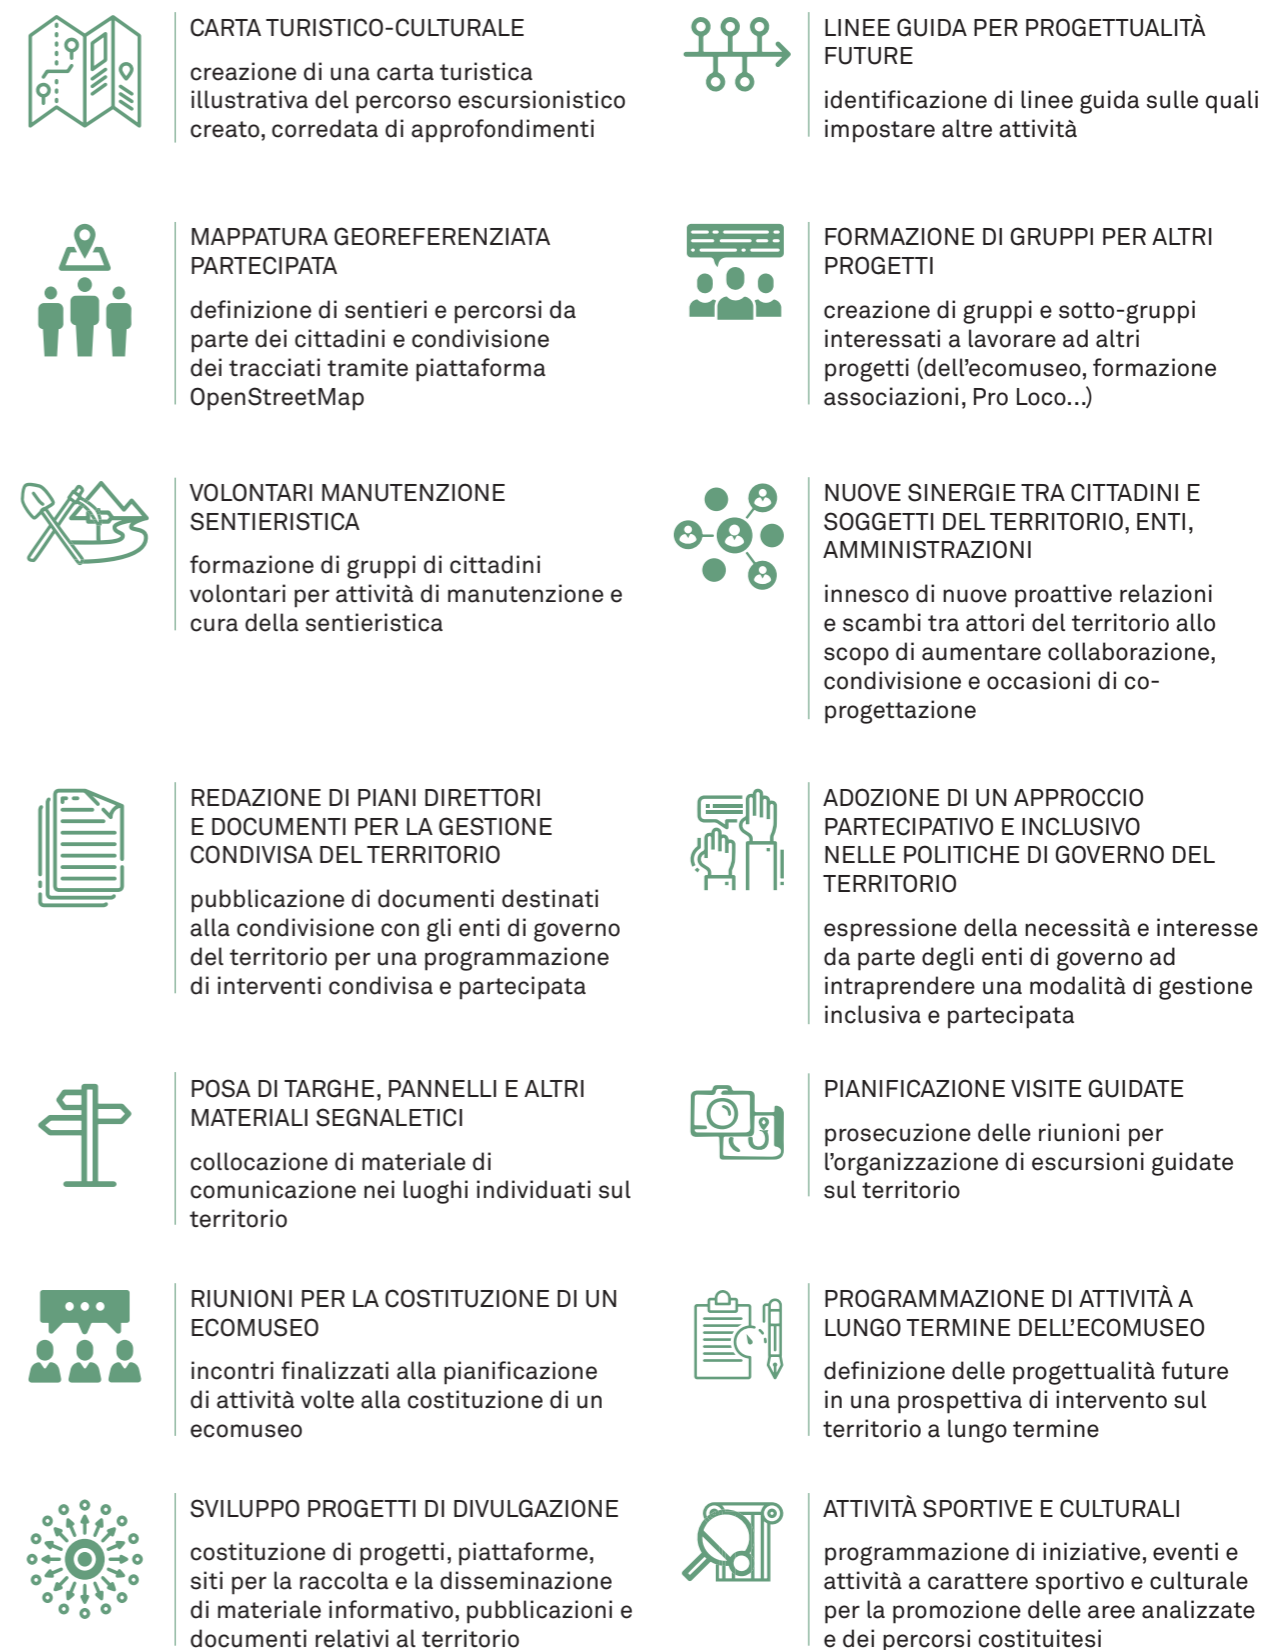 CARTA TURISTICO-CULTURALE
creazione di una carta turistica
illustrativa del percorso escursionistico
creato, corredata di approfondimenti
LINEE GUIDA PER PROGETTUALITÀ
FUTURE
identificazione di linee guida sulle quali
impostare altre attività
MAPPATURA GEOREFERENZIATA
PARTECIPATA
definizione di sentieri e percorsi da
parte dei cittadini e condivisione
dei tracciati tramite piattaforma
OpenStreetMap
FORMAZIONE DI GRUPPI PER ALTRI
PROGETTI
creazione di gruppi e sotto-gruppi
interessati a lavorare ad altri
progetti (dell'ecomuseo, formazione
associazioni, Pro Loco...)
VOLONTARI MANUTENZIONE
SENTIERISTICA
formazione di gruppi di cittadini
volontari per attività di manutenzione e
cura della sentieristica
NUOVE SINERGIE TRA CITTADINI E
SOGGETTI DEL TERRITORIO, ENTI,
AMMINISTRAZIONI
innesco di nuove proattive relazioni
e scambi tra attori del territorio allo
scopo di aumentare collaborazione,
condivisione e occasioni di co-
progettazione
REDAZIONE DI PIANI DIRETTORI
E DOCUMENTI PER LA GESTIONE
CONDIVISA DEL TERRITORIO
pubblicazione di documenti destinati
alla condivisione con gli enti di governo
del territorio per una programmazione
di interventi condivisa e partecipata
ADOZIONE DI UN APPROCCIO
PARTECIPATIVO E INCLUSIVO
NELLE POLITICHE DI GOVERNO DEL
TERRITORIO
espressione della necessità e interesse
da parte degli enti di governo ad
intraprendere una modalità di gestione
inclusiva e partecipata
POSA DI TARGHE, PANNELLI E ALTRI
MATERIALI SEGNALETICI
collocazione di materiale di
comunicazione nei luoghi individuati sul
territorio
PIANIFICAZIONE VISITE GUIDATE
prosecuzione delle riunioni per
l'organizzazione di escursioni guidate
sul territorio
RIUNIONI PER LA COSTITUZIONE DI UN
ECOMUSEO
incontri finalizzati alla pianificazione
di attività volte alla costituzione di un
ecomuseo
PROGRAMMAZIONE DI ATTIVITÀ A
LUNGO TERMINE DELL'ECOMUSEO
definizione delle progettualità future
in una prospettiva di intervento sul
territorio a lungo termine
SVILUPPO PROGETTI DI DIVULGAZIONE
costituzione di progetti, piattaforme,
siti per la raccolta e la disseminazione
di materiale informativo, pubblicazioni e
documenti relativi al territorio
ATTIVITÀ SPORTIVE E CULTURALI
programmazione di iniziative, eventi e
attività a carattere sportivo e culturale
per la promozione delle aree analizzate
e dei percorsi costituitesi